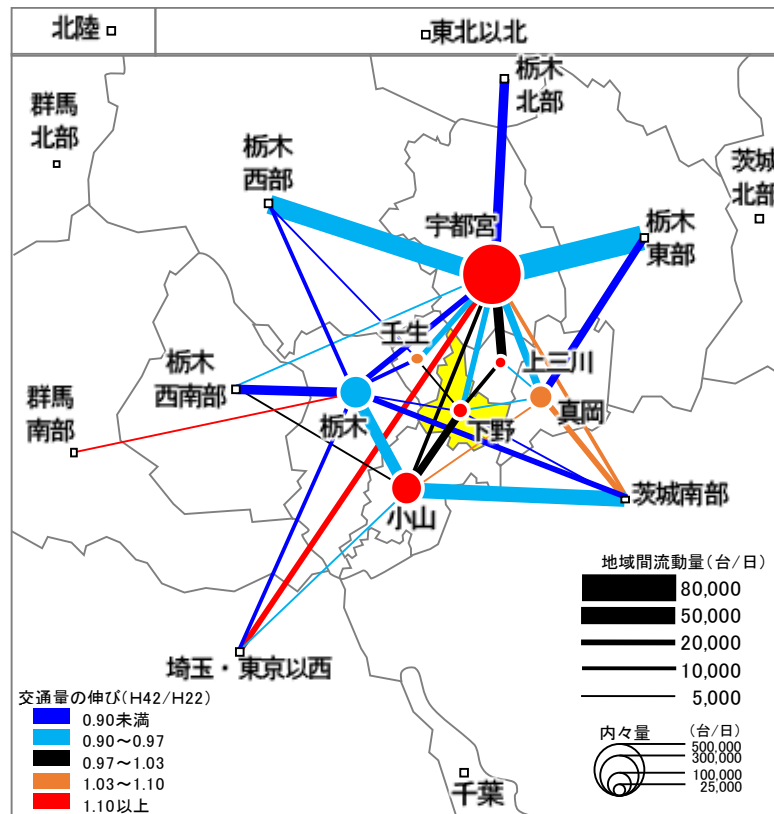 北陸
東北以北
栃木
北部
群馬
北部
茨城
北部
栃木
西部
宇都宮
栃木
東部
壬生
上三川
栃木
西南部
群馬
南部
栃木
下野
真岡
小山
茨城南部
埼玉・東京以西
千葉
地域間流動量(台/日)
80,000
50,000
20,000
10,000
5,000
交通量の伸び(H42/H22)
0.90未満
0.90～0.97
0.97～1.03
1.03～1.10
1.10以上
内々量 (台/日)
500,000
300,000
100,000
25,000